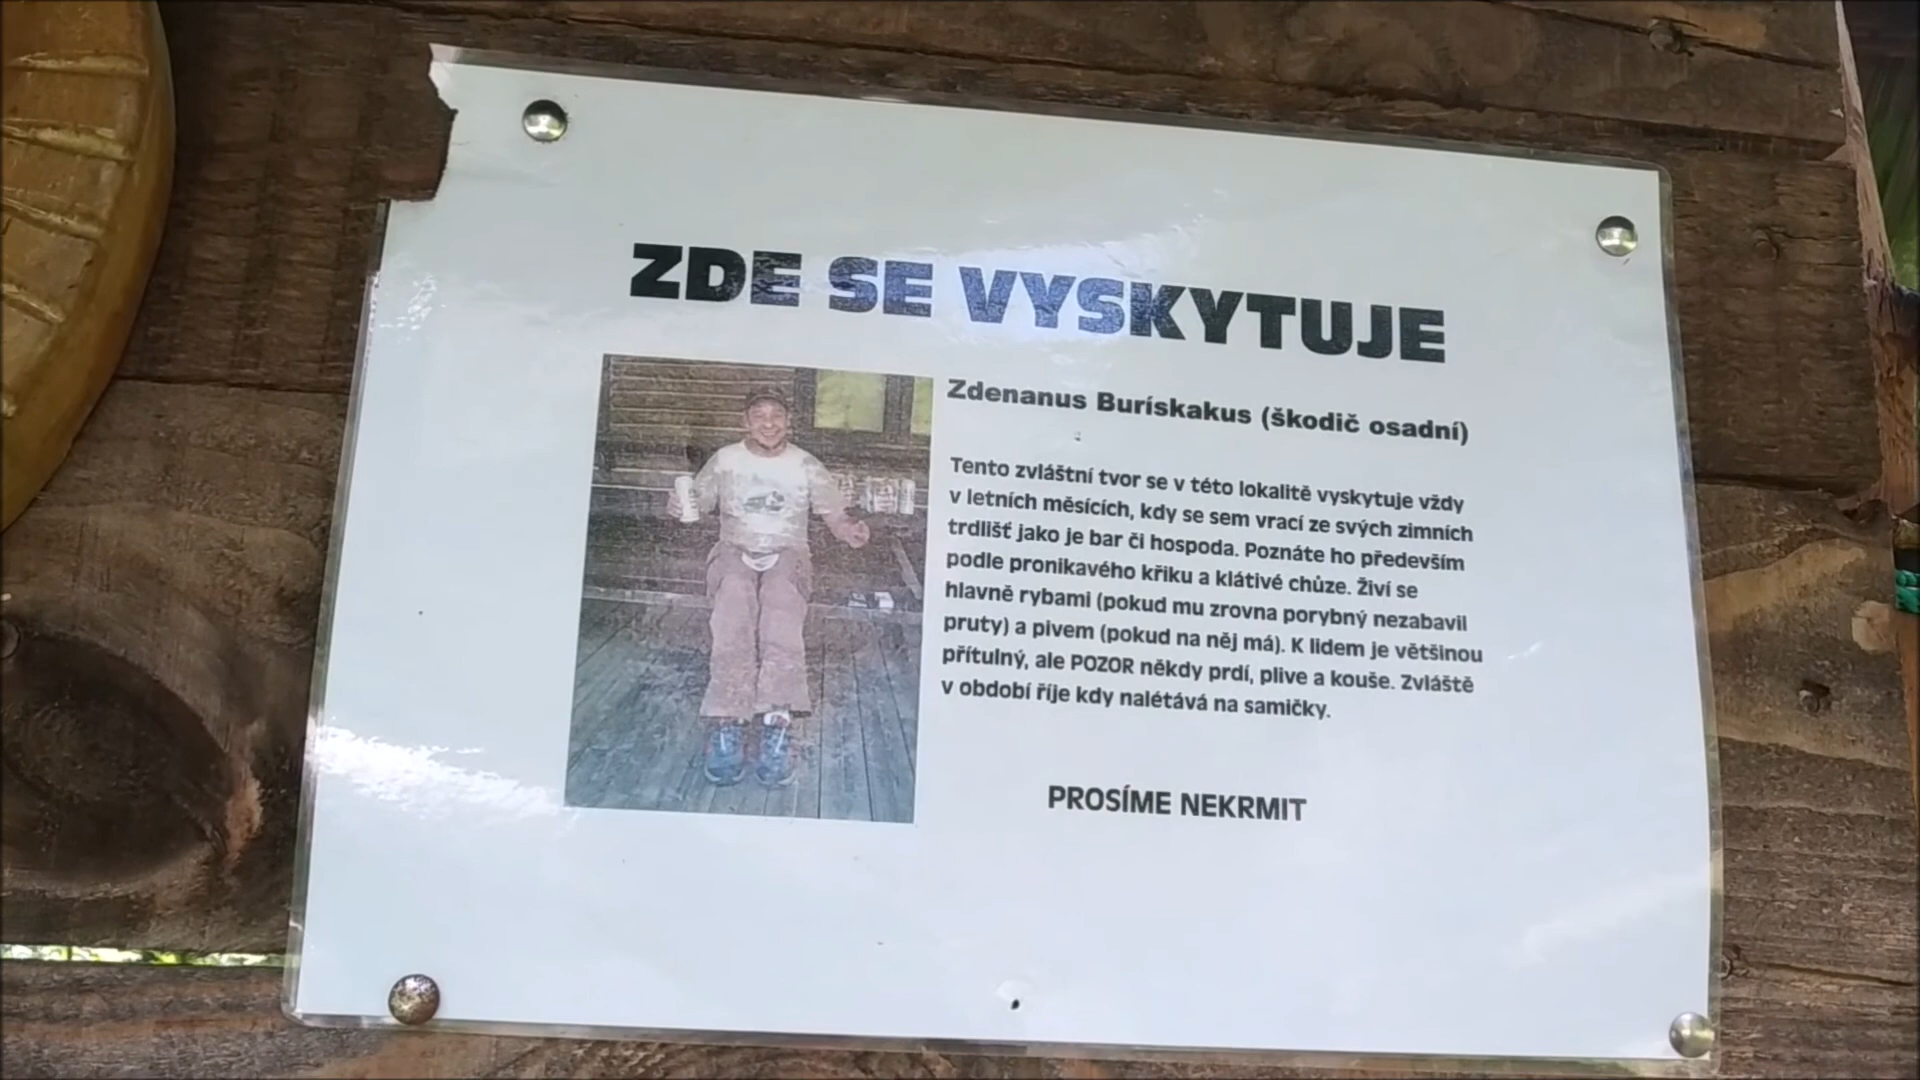 ZDE SE VYSKYTUJE
Zdenanus Burískakus (škodič osadní)
Tento zvláštní tvor se v této lokalitě vyskytuje vždy
v letních měsících, kdy se sem vrací ze svých zimních
trdlišť jako je bar či hospoda. Poznáte ho především
podle pronikavého křiku a klátivé chůze. Živí se
hlavně rybami (pokud mu zrovna porybný nezabavil
pruty) a pivem (pokud na něj má). K lidem je většinou
přítulný, ale POZOR někdy prdí, plive a kouše. Zvláště
v období říje kdy nalétává na samičky.
PROSÍME NEKRMIT